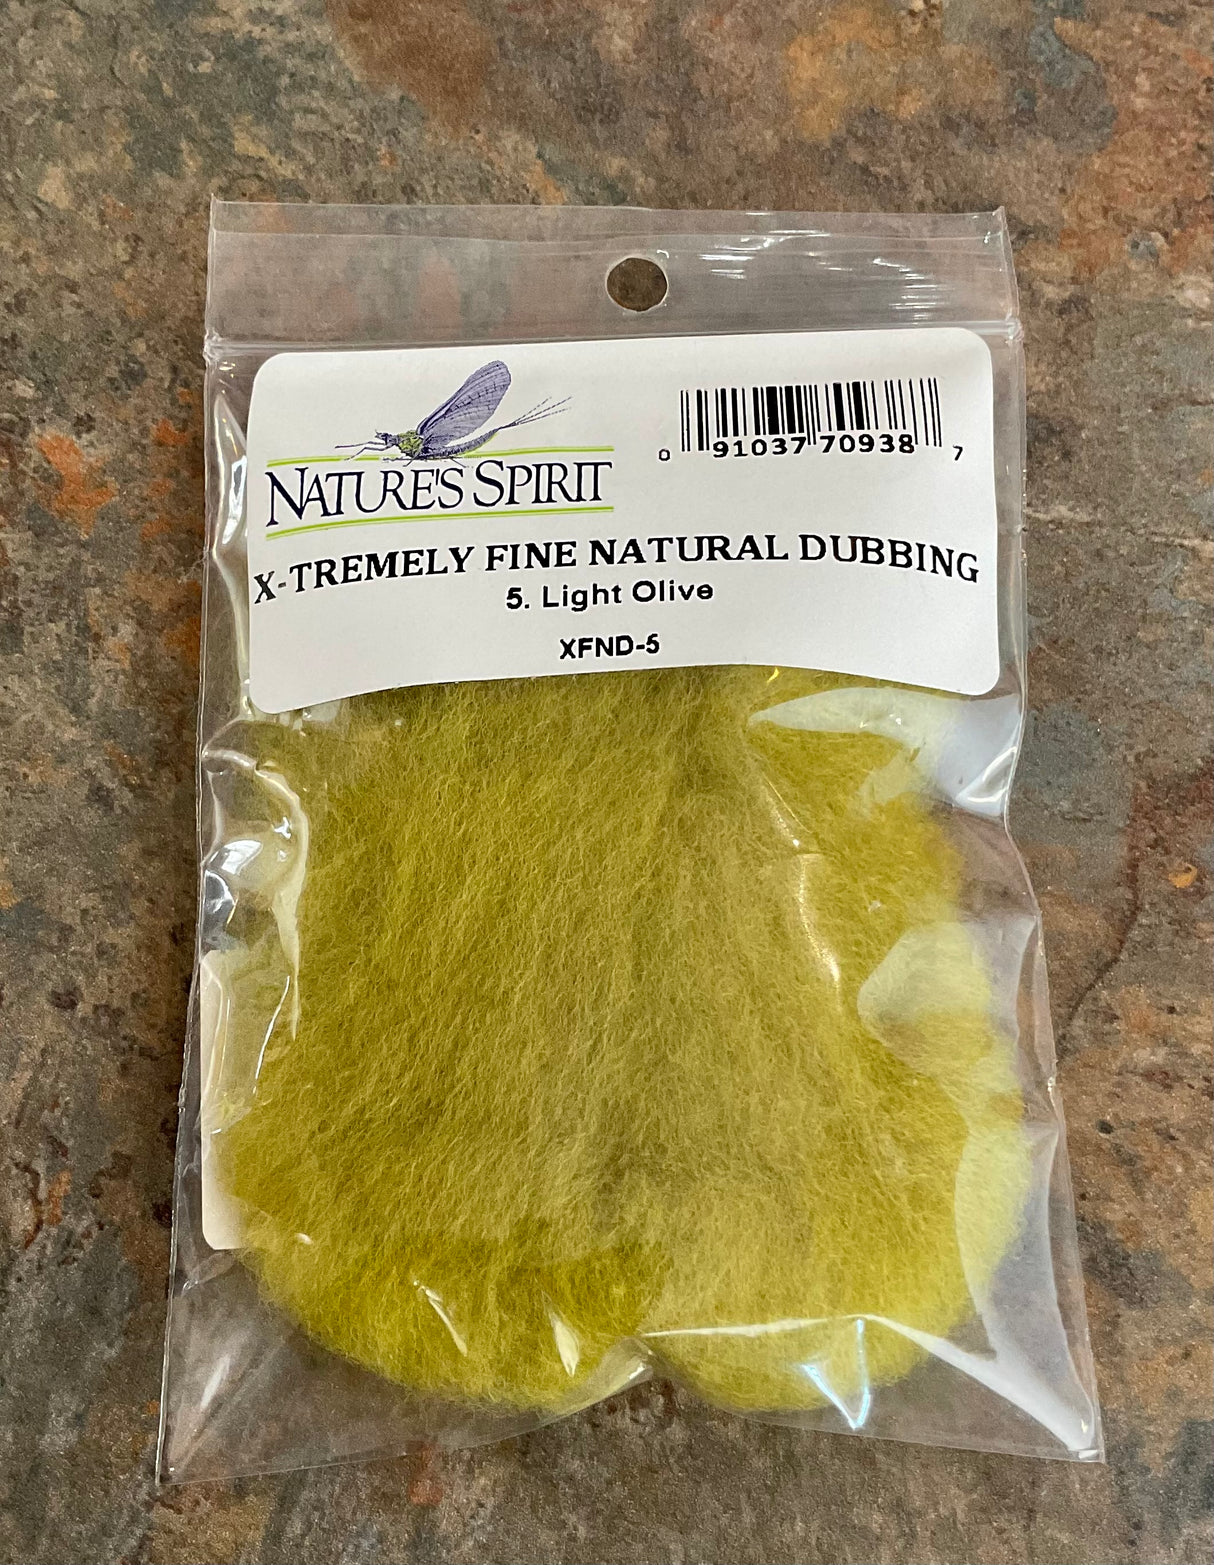 NATURE'S SPIRIT
0 91037 70938 7
X-TREMELY FINE NATURAL DUBBING
5. Light Olive
XFND-5